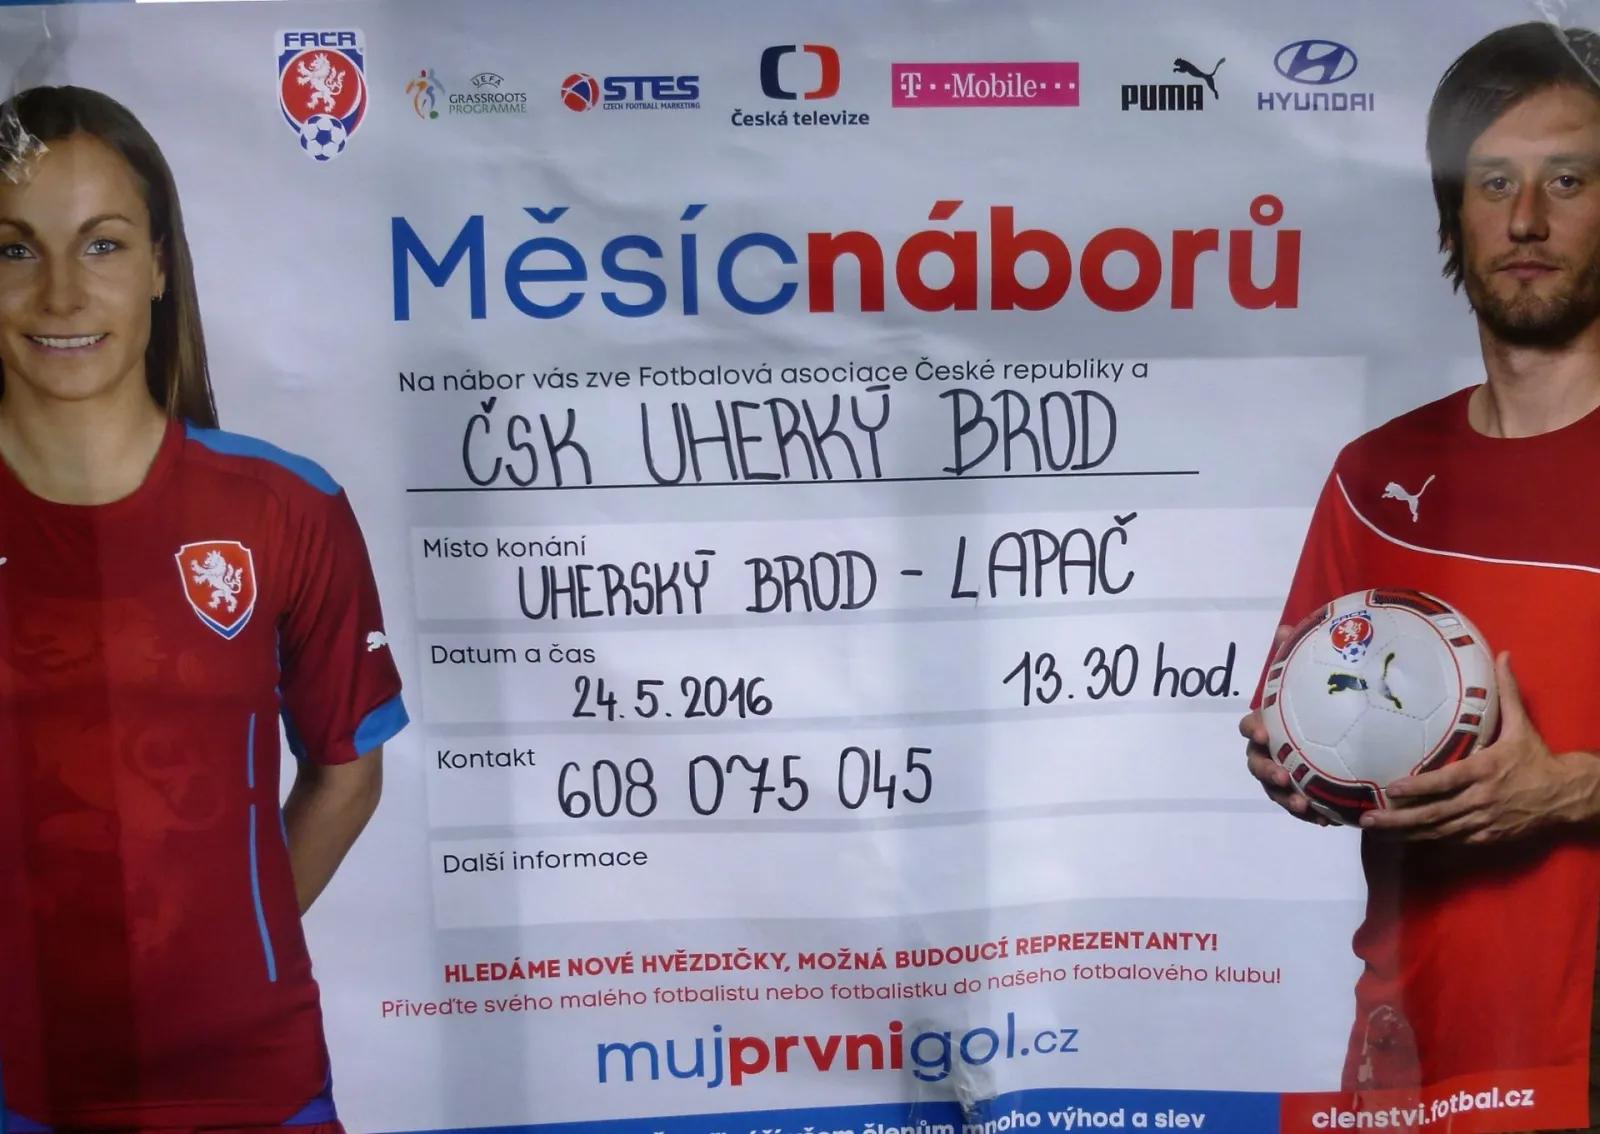 FAČR
UEFA
GRASSROOTS
PROGRAMME
STES
CZECH FOOTBALL MARKETING
Česká televize
T··Mobile···
PUMA
HYUNDAI
Měsícnáborů
Na nábor vás zve Fotbalová asociace České republiky a
ČSK UHERKÝ BROD
Místo konání
UHERSKÝ BROD - LAPAČ
Datum a čas
24.5.2016 13.30 hod.
Kontakt
608 075 045
Další informace
HLEDÁME NOVÉ HVĚZDIČKY, MOŽNÁ BUDOUCÍ REPREZENTANTY!
Přiveďte svého malého fotbalistu nebo fotbalistku do našeho fotbalového klubu!
mujprvnigol.cz
členům mnoho výhod a slev
clenstvi.fotbal.cz